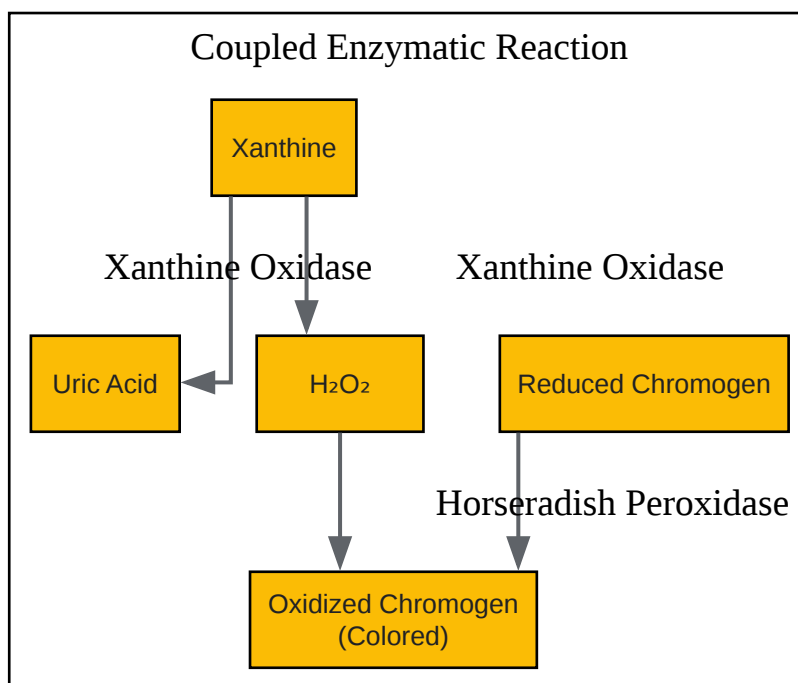 Coupled Enzymatic Reaction
Xanthine
Xanthine Oxidase
Xanthine Oxidase
Uric Acid
H₂O₂
Reduced Chromogen
Horseradish Peroxidase
Oxidized Chromogen
(Colored)